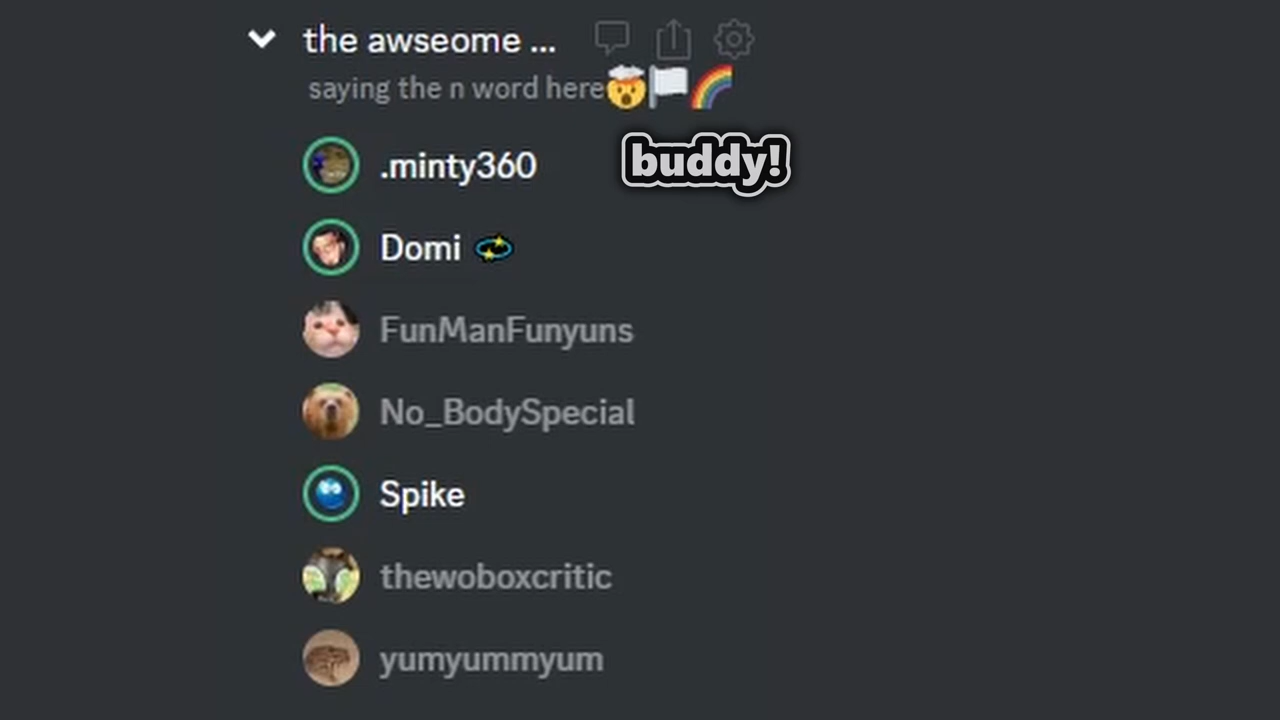 the awseome ...
saying the n word here🤯🏳🌈
.minty360
buddy!
Domi 💫
FunManFunyuns
No_BodySpecial
Spike
thewoboxcritic
yumyummyum